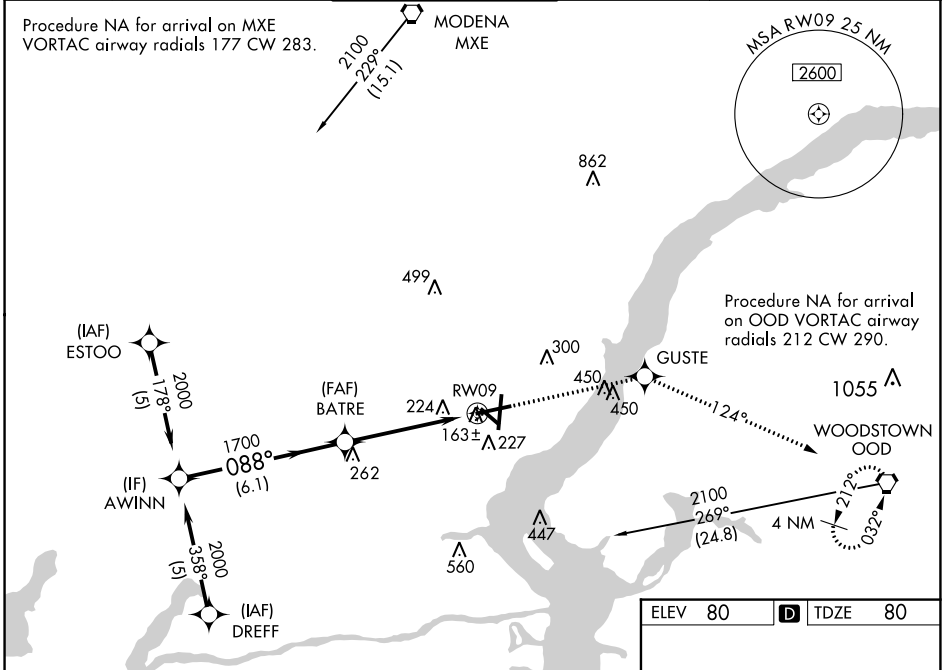 Procedure NA for arrival on MXE
VORTAC airway radials 177 CW 283.
MODENA
MXE
2100
229°
(15.1)
MSA RW09 25 NM
2600
862
499
Procedure NA for arrival
on OOD VORTAC airway
radials 212 CW 290.
(IAF)
ESTOO
2000
178°
(5)
300
GUSTE
1055
(FAF)
BATRE
224
RW09
450
450
163±
227
124°
WOODSTOWN
OOD
1700
088°
(6.1)
262
(IF)
AWINN
2100
269°
(24.8)
212°
032°
4 NM
447
560
2000
358°
(5)
(IAF)
DREFF
ELEV 80 D TDZE 80